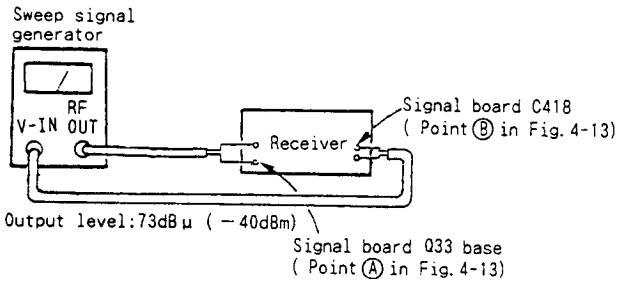 Sweep signal
generator
RF
V-IN OUT
Receiver
Signal board C418
( Point Ⓑ in Fig. 4-13)
Output level:73dBμ ( −40dBm)
Signal board Q33 base
( Point Ⓐ in Fig. 4-13)